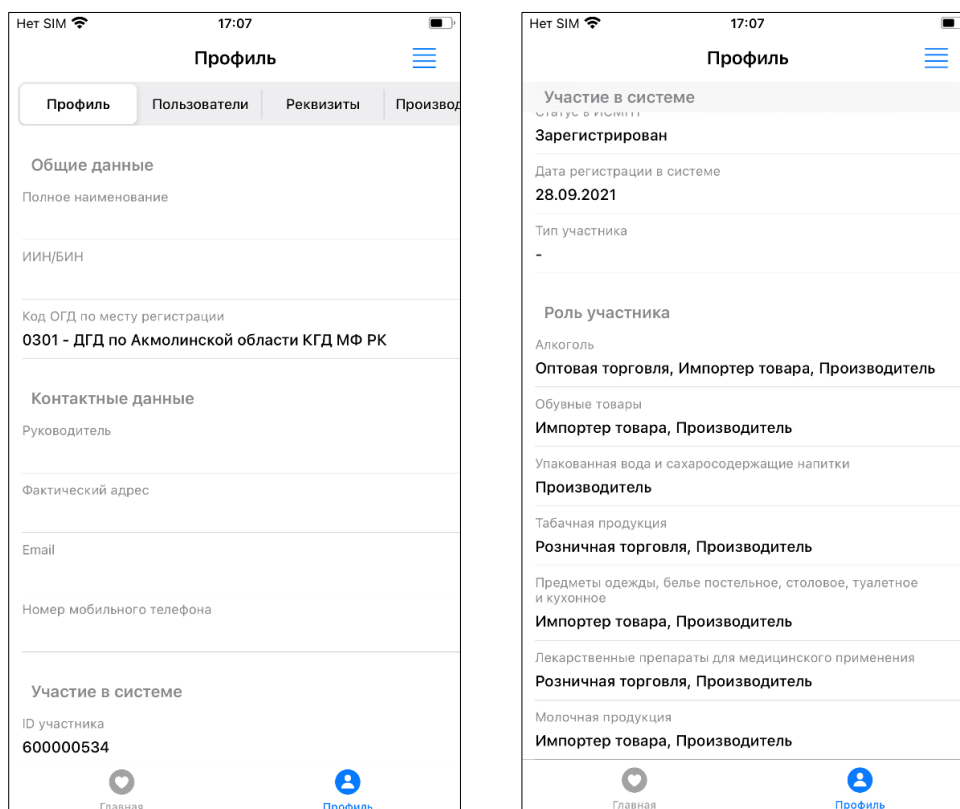 Нет SIM 17:07
Профиль
Профиль Пользователи Реквизиты Производ
Общие данные
Полное наименование
ИИН/БИН
Код ОГД по месту регистрации
0301 - ДГД по Акмолинской области КГД МФ РК
Контактные данные
Руководитель
Фактический адрес
Email
Номер мобильного телефона
Участие в системе
ID участника
600000534
Главная Профиль
Нет SIM 17:07
Профиль
Участие в системе
Статус в ИСМПТ
Зарегистрирован
Дата регистрации в системе
28.09.2021
Тип участника
-
Роль участника
Алкоголь
Оптовая торговля, Импортер товара, Производитель
Обувные товары
Импортер товара, Производитель
Упакованная вода и сахаросодержащие напитки
Производитель
Табачная продукция
Розничная торговля, Производитель
Предметы одежды, белье постельное, столовое, туалетное
и кухонное
Импортер товара, Производитель
Лекарственные препараты для медицинского применения
Розничная торговля, Производитель
Молочная продукция
Импортер товара, Производитель
Главная Профиль